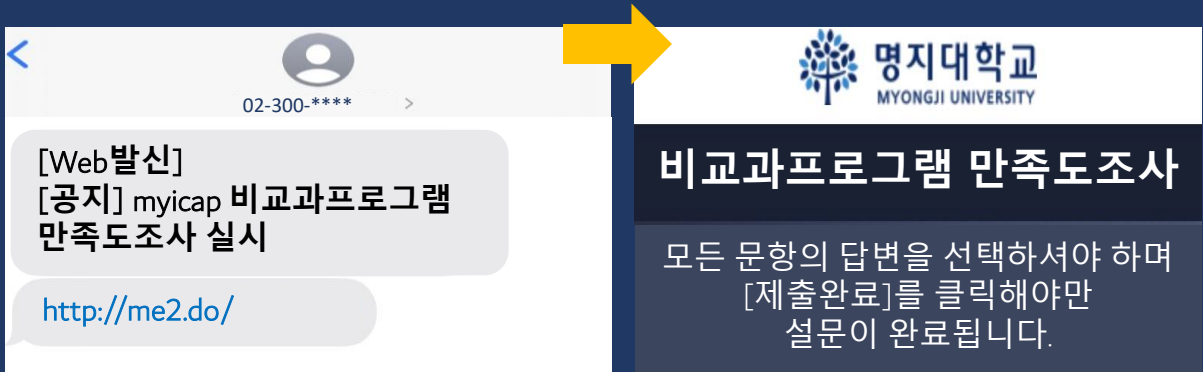 02-300-****
[Web발신]
[공지] myicap 비교과프로그램
만족도조사 실시
http://me2.do/
명지대학교
MYONGJI UNIVERSITY
비교과프로그램 만족도조사
모든 문항의 답변을 선택하셔야 하며
[제출완료]를 클릭해야만
설문이 완료됩니다.